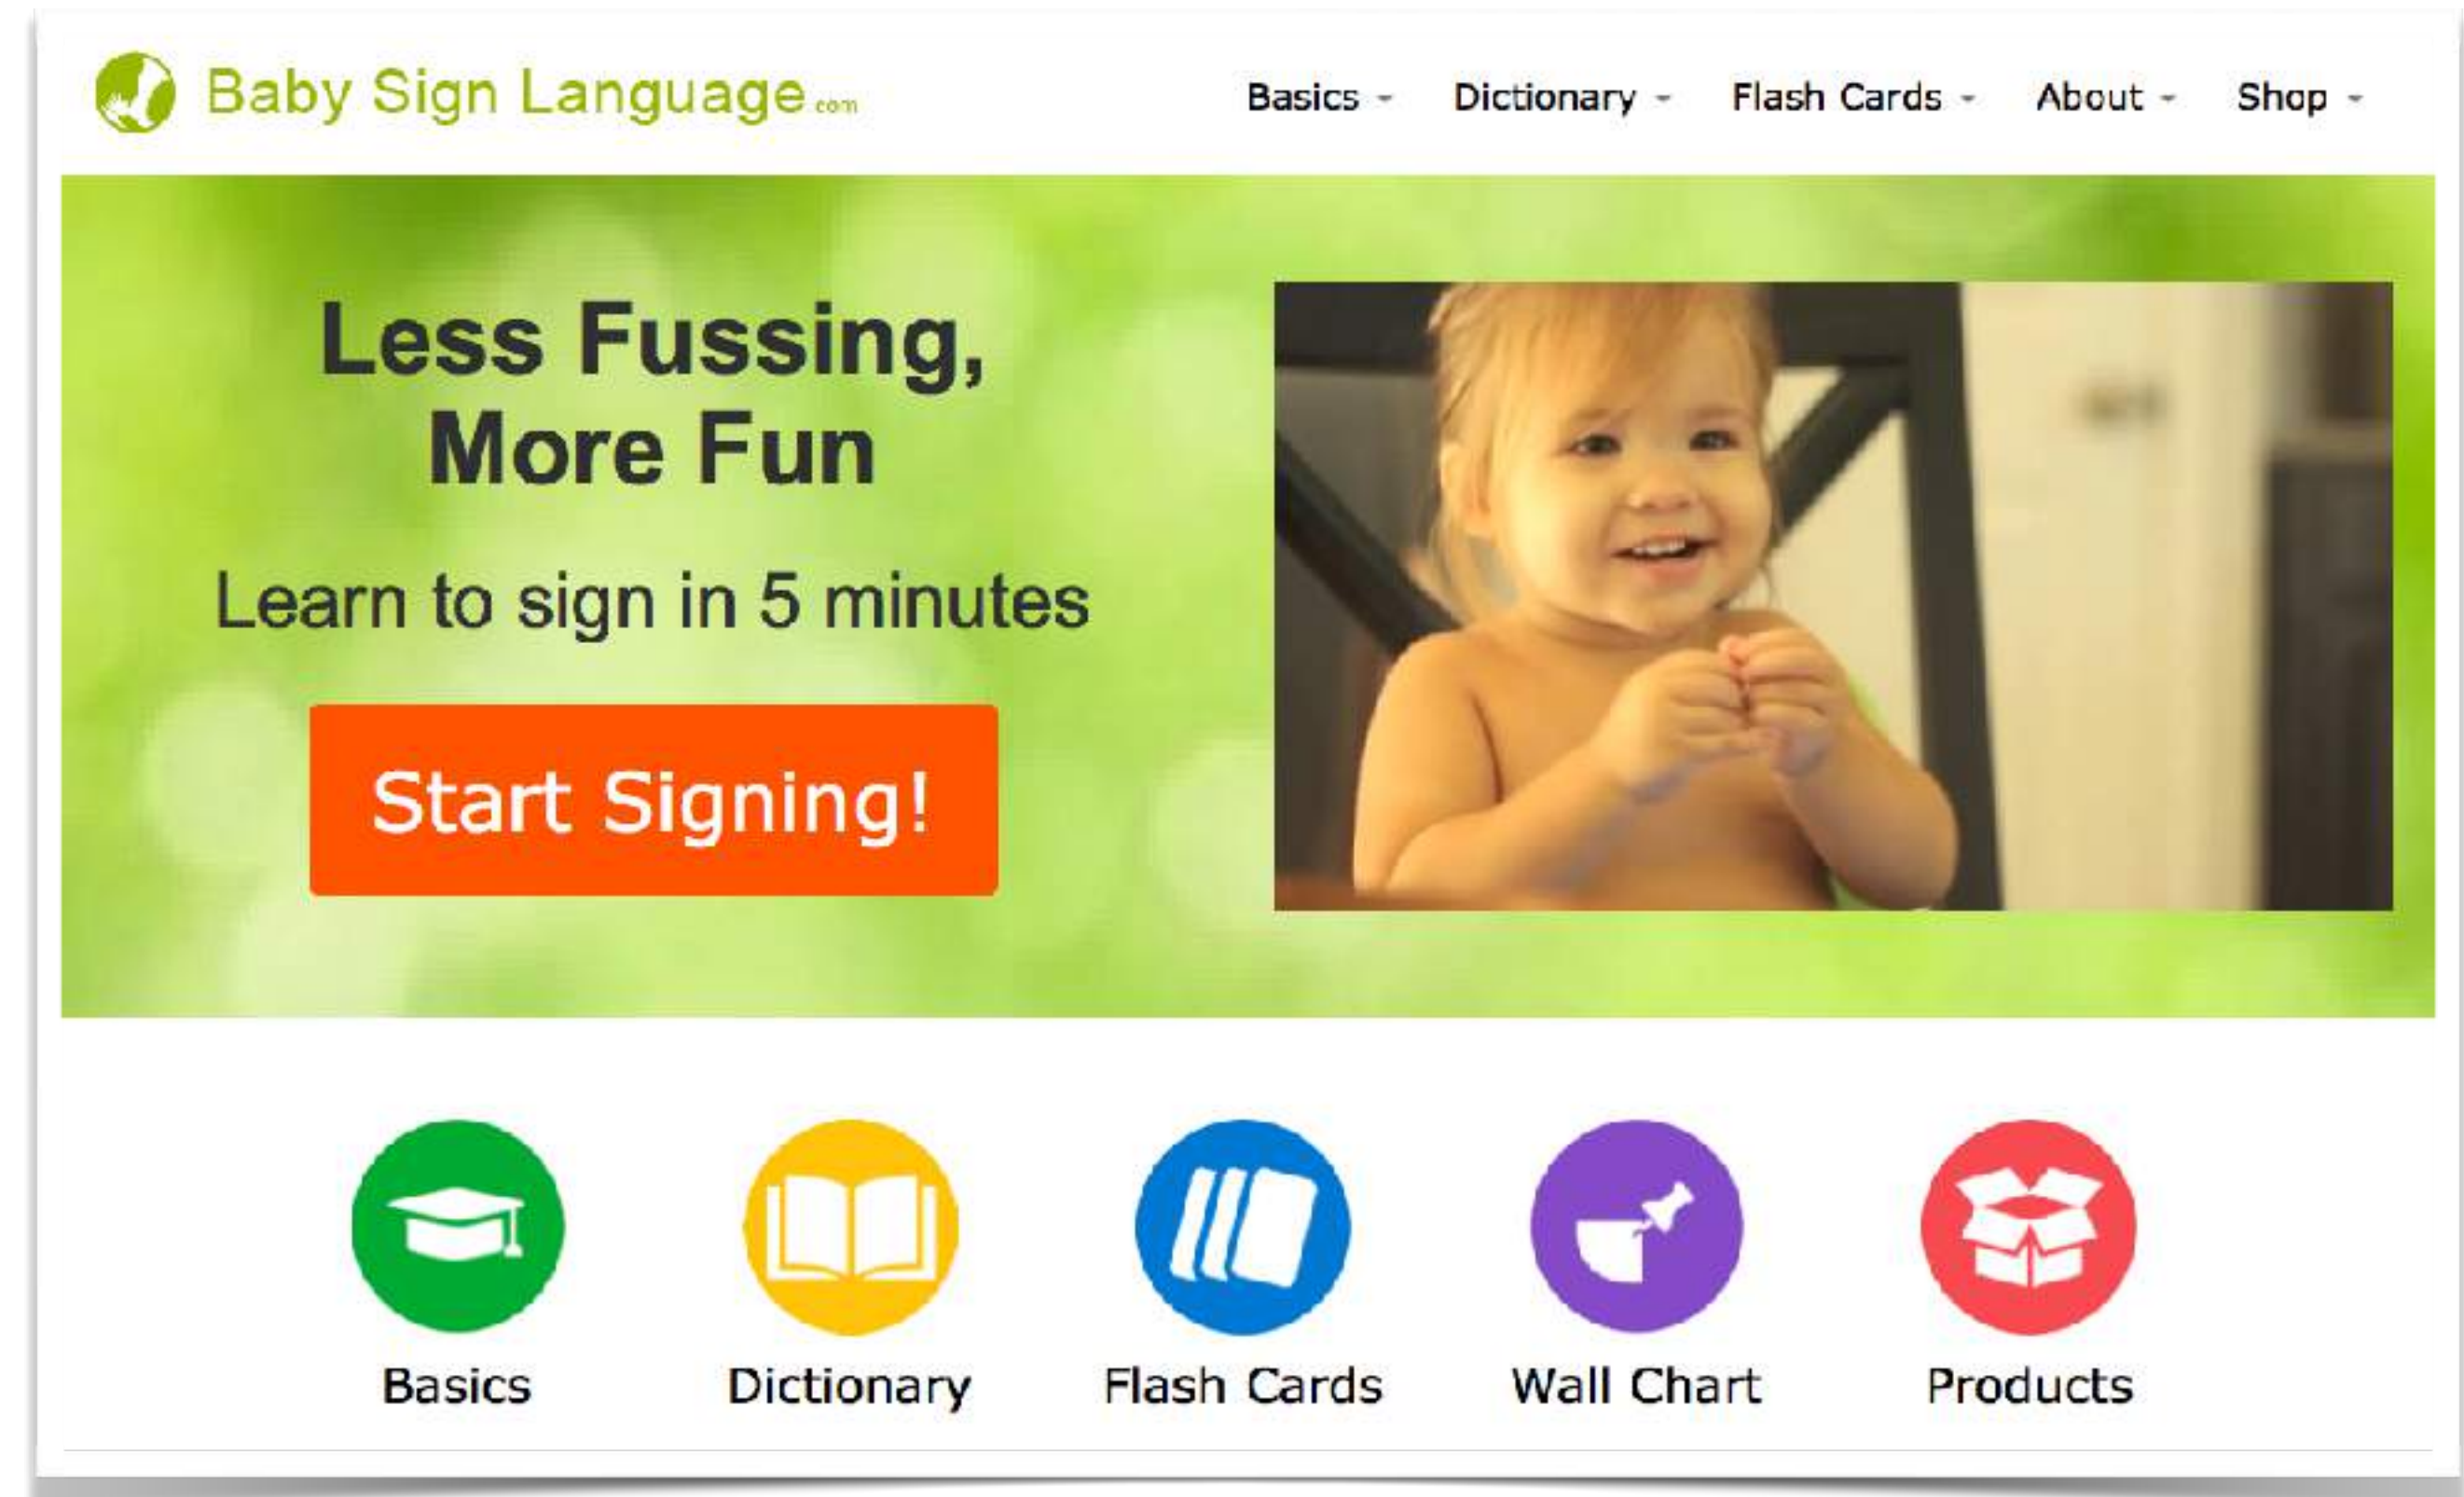 Baby Sign Language.com
Basics Dictionary Flash Cards About Shop
Less Fussing,
More Fun
Learn to sign in 5 minutes
Start Signing!
Basics Dictionary Flash Cards Wall Chart Products